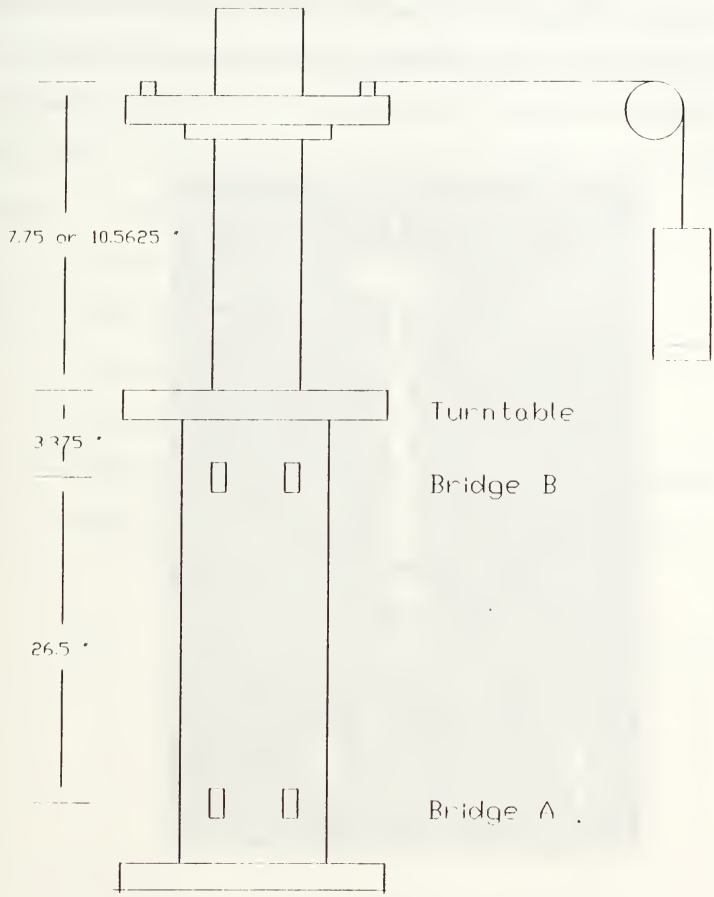 7.75 or 10.5625 "
Turntable
3.375 "
Bridge B
26.5 "
Bridge A